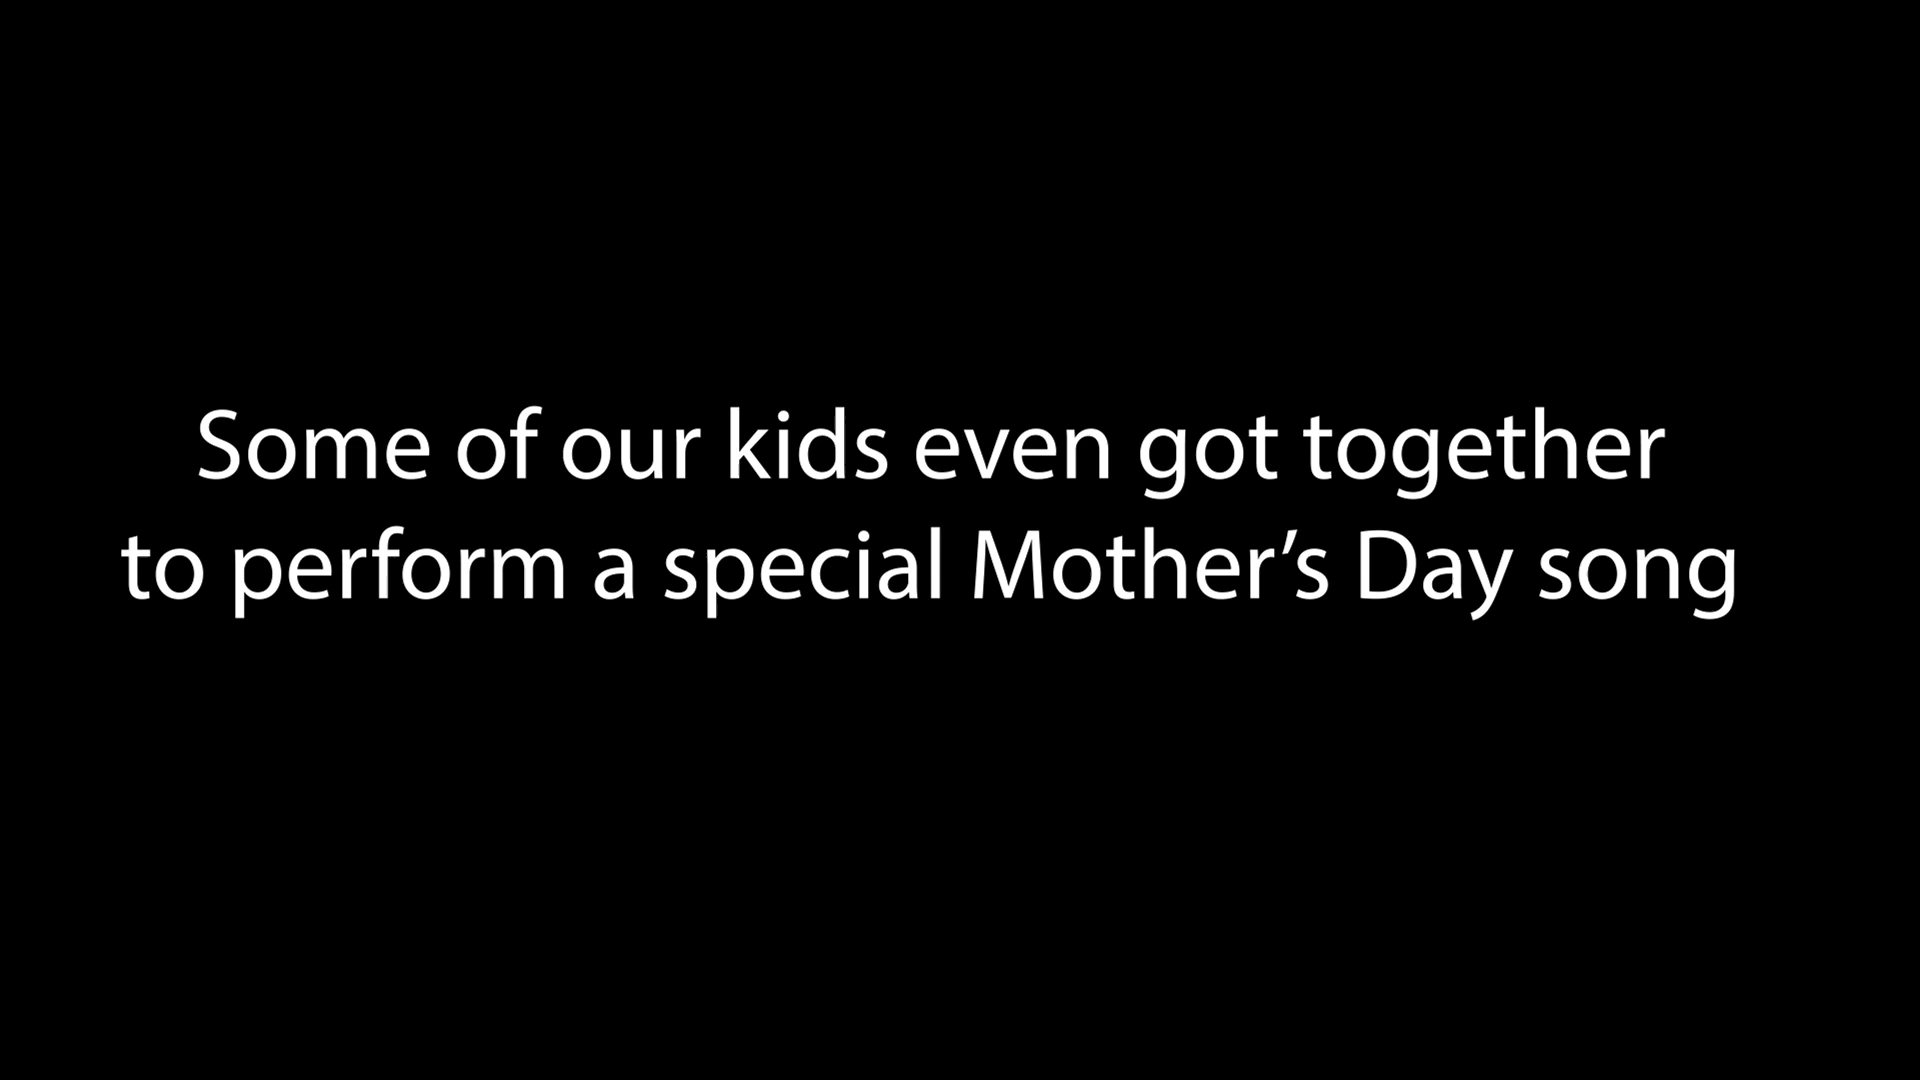 Some of our kids even got together
to perform a special Mother’s Day song